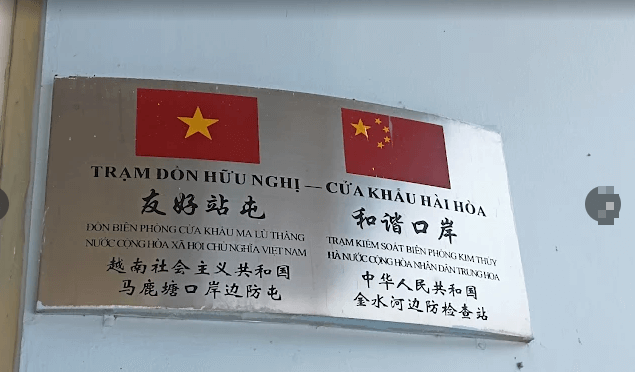 TRẠM ĐỒN HỮU NGHỊ — CỬA KHẨU HÀI HÒA
友好站屯 和谐口岸
ĐỒN BIÊN PHÒNG CỬA KHẨU MA LÙ THÀNG
NƯỚC CỘNG HÒA XÃ HỘI CHỦ NGHĨA VIỆT NAM
越南社会主义共和国
马鹿塘口岸边防屯
TRẠM KIỂM SOÁT BIÊN PHÒNG KIM THỦY
HÀ NƯỚC CỘNG HÒA NHÂN DÂN TRUNG HOA
中华人民共和国
金水河边防检查站